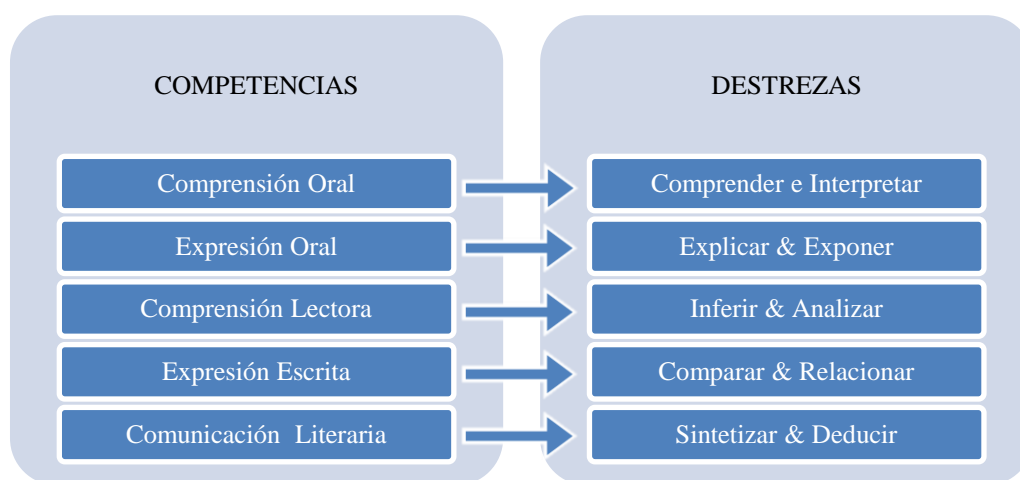 COMPETENCIAS
DESTREZAS
Comprensión Oral
Comprender e Interpretar
Expresión Oral
Explicar & Exponer
Comprensión Lectora
Inferir & Analizar
Expresión Escrita
Comparar & Relacionar
Comunicación Literaria
Sintetizar & Deducir